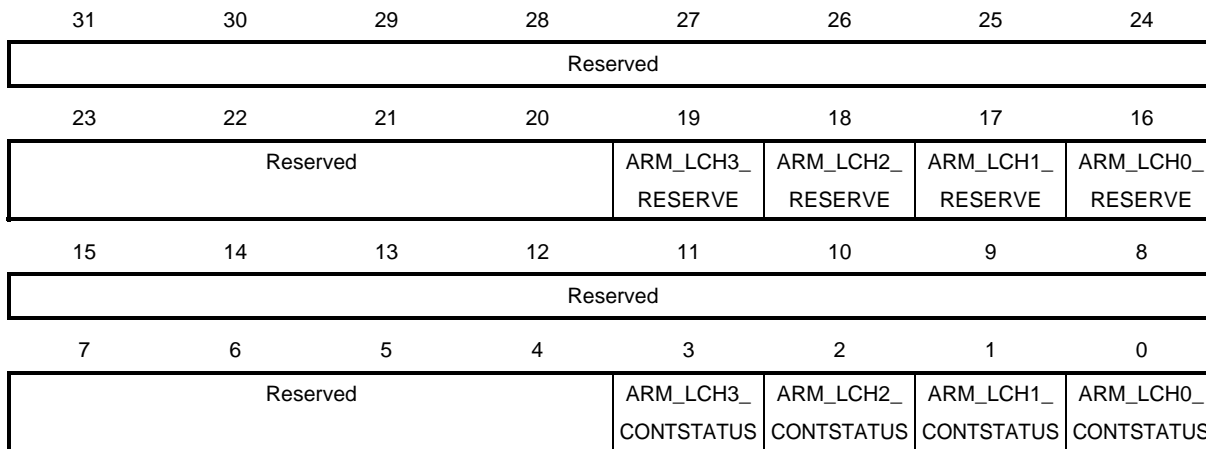 31 30 29 28 27 26 25 24
Reserved
23 22 21 20 19 18 17 16
Reserved ARM_LCH3_ ARM_LCH2_ ARM_LCH1_ ARM_LCH0_
RESERVE RESERVE RESERVE RESERVE
15 14 13 12 11 10 9 8
Reserved
7 6 5 4 3 2 1 0
Reserved ARM_LCH3_ ARM_LCH2_ ARM_LCH1_ ARM_LCH0_
CONTSTATUS CONTSTATUS CONTSTATUS CONTSTATUS